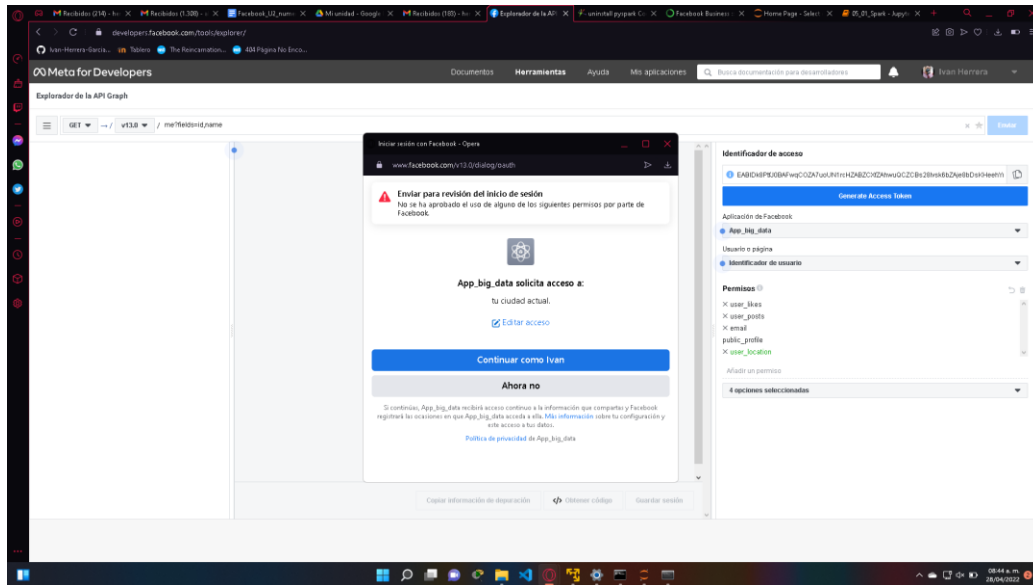 Recibidos (214) - h
Recibidos (1.308) -
Facebook_U2_nume
Mi unidad - Google
Recibidos (183) - h
Explorador de la API
uninstall pyspark
Facebook Business
Home Page - Select
05_01_Spark - Jupyt
developers.facebook.com/tools/explorer/
Ivan-Herrera-Garcia...
Tablero
The Reincarnation...
404 Página No Enco...
Meta for Developers
Documentos
Herramientas
Ayuda
Mis aplicaciones
Busca documentación para desarrolladores
Ivan Herrera
Explorador de la API Graph
GET
v13.0
/ me?fields=id,name
Enviar
Iniciar sesión con Facebook - Opera
www.facebook.com/v13.0/dialog/oauth
Enviar para revisión del inicio de sesión
No se ha aprobado el uso de alguno de los siguientes permisos por parte de
Facebook.
App_big_data solicita acceso a:
tu ciudad actual.
Editar acceso
Continuar como Ivan
Ahora no
Si continúas, App_big_data recibirá acceso continuo a la información que compartas y Facebook
registrará las ocasiones en que App_big_data acceda a ella. Más información sobre tu configuración y
este acceso a tus datos.
Política de privacidad de App_big_data
Copiar información de depuración
Obtener código
Guardar sesión
Identificador de acceso
Generate Access Token
Aplicación de Facebook
App_big_data
Usuario o página
Identificador de usuario
Permisos
user_likes
user_posts
email
public_profile
user_location
Añadir un permiso
4 opciones seleccionadas
08:44 a.m.
28/04/2022